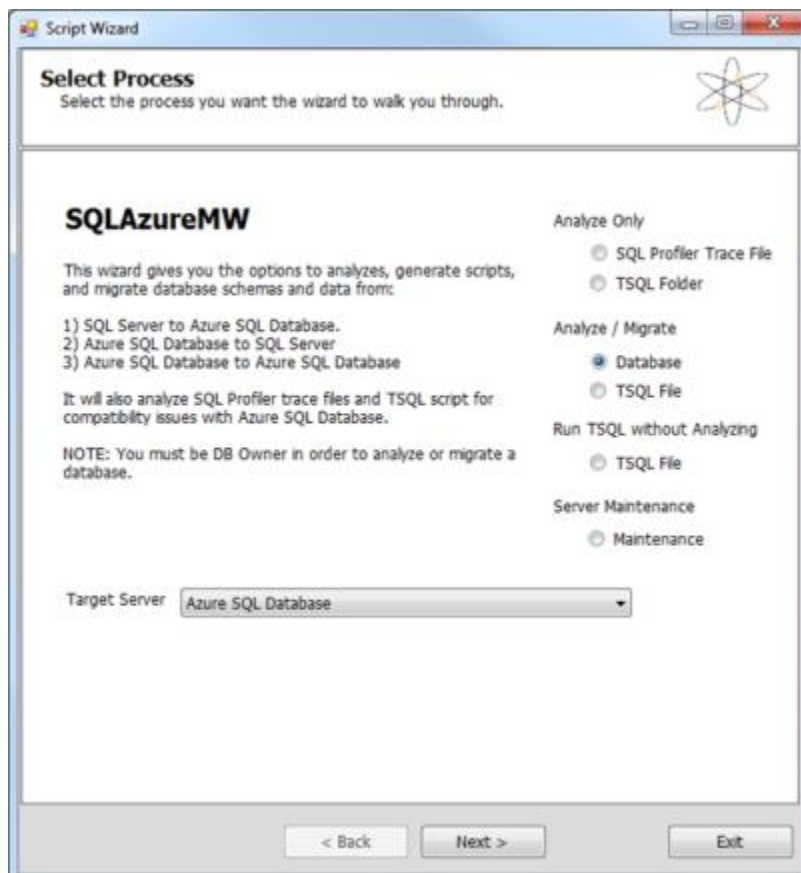 Script Wizard
Select Process
Select the process you want the wizard to walk you through.
SQLAzureMW
This wizard gives you the options to analyzes, generate scripts,
and migrate database schemas and data from:
1) SQL Server to Azure SQL Database.
2) Azure SQL Database to SQL Server
3) Azure SQL Database to Azure SQL Database
It will also analyze SQL Profiler trace files and TSQL script for
compatibility issues with Azure SQL Database.
NOTE: You must be DB Owner in order to analyze or migrate a
database.
Analyze Only
SQL Profiler Trace File
TSQL Folder
Analyze / Migrate
Database
TSQL File
Run TSQL without Analyzing
TSQL File
Server Maintenance
Maintenance
Target Server
Azure SQL Database
< Back
Next >
Exit